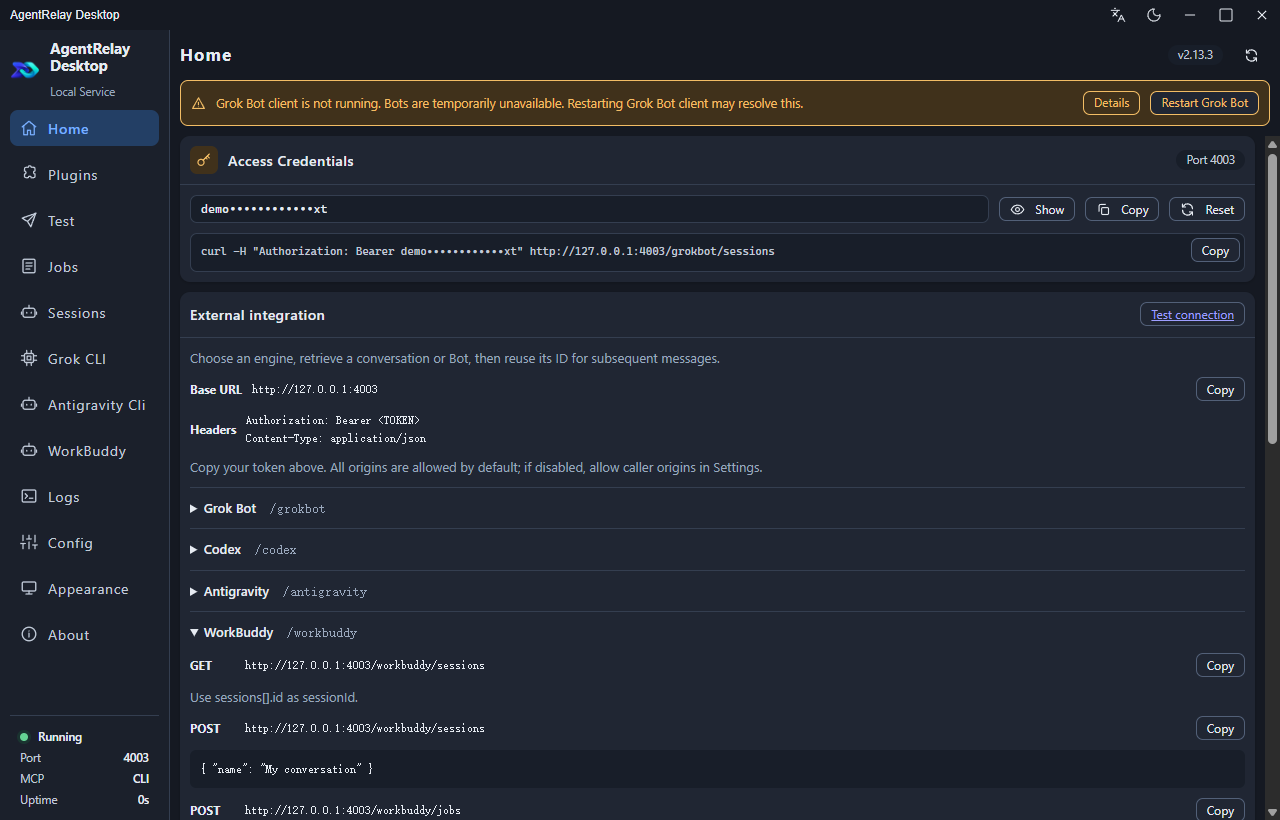 AgentRelay Desktop
AgentRelay
Desktop
Local Service
Home
Plugins
Test
Jobs
Sessions
Grok CLI
Antigravity Cli
WorkBuddy
Logs
Config
Appearance
About
Running
Port 4003
MCP CLI
Uptime 0s
Home
v2.13.3
Grok Bot client is not running. Bots are temporarily unavailable. Restarting Grok Bot client may resolve this.
Details
Restart Grok Bot
Access Credentials
Port 4003
demo••••••••••••xt
Show
Copy
Reset
curl -H "Authorization: Bearer demo••••••••••••xt" http://127.0.0.1:4003/grokbot/sessions
Copy
External integration
Test connection
Choose an engine, retrieve a conversation or Bot, then reuse its ID for subsequent messages.
Base URL http://127.0.0.1:4003
Copy
Headers
Authorization: Bearer <TOKEN>
Content-Type: application/json
Copy your token above. All origins are allowed by default; if disabled, allow caller origins in Settings.
Grok Bot /grokbot
Codex /codex
Antigravity /antigravity
WorkBuddy /workbuddy
GET http://127.0.0.1:4003/workbuddy/sessions
Copy
Use sessions[].id as sessionId.
POST http://127.0.0.1:4003/workbuddy/sessions
Copy
{ "name": "My conversation" }
POST http://127.0.0.1:4003/workbuddy/jobs
Copy